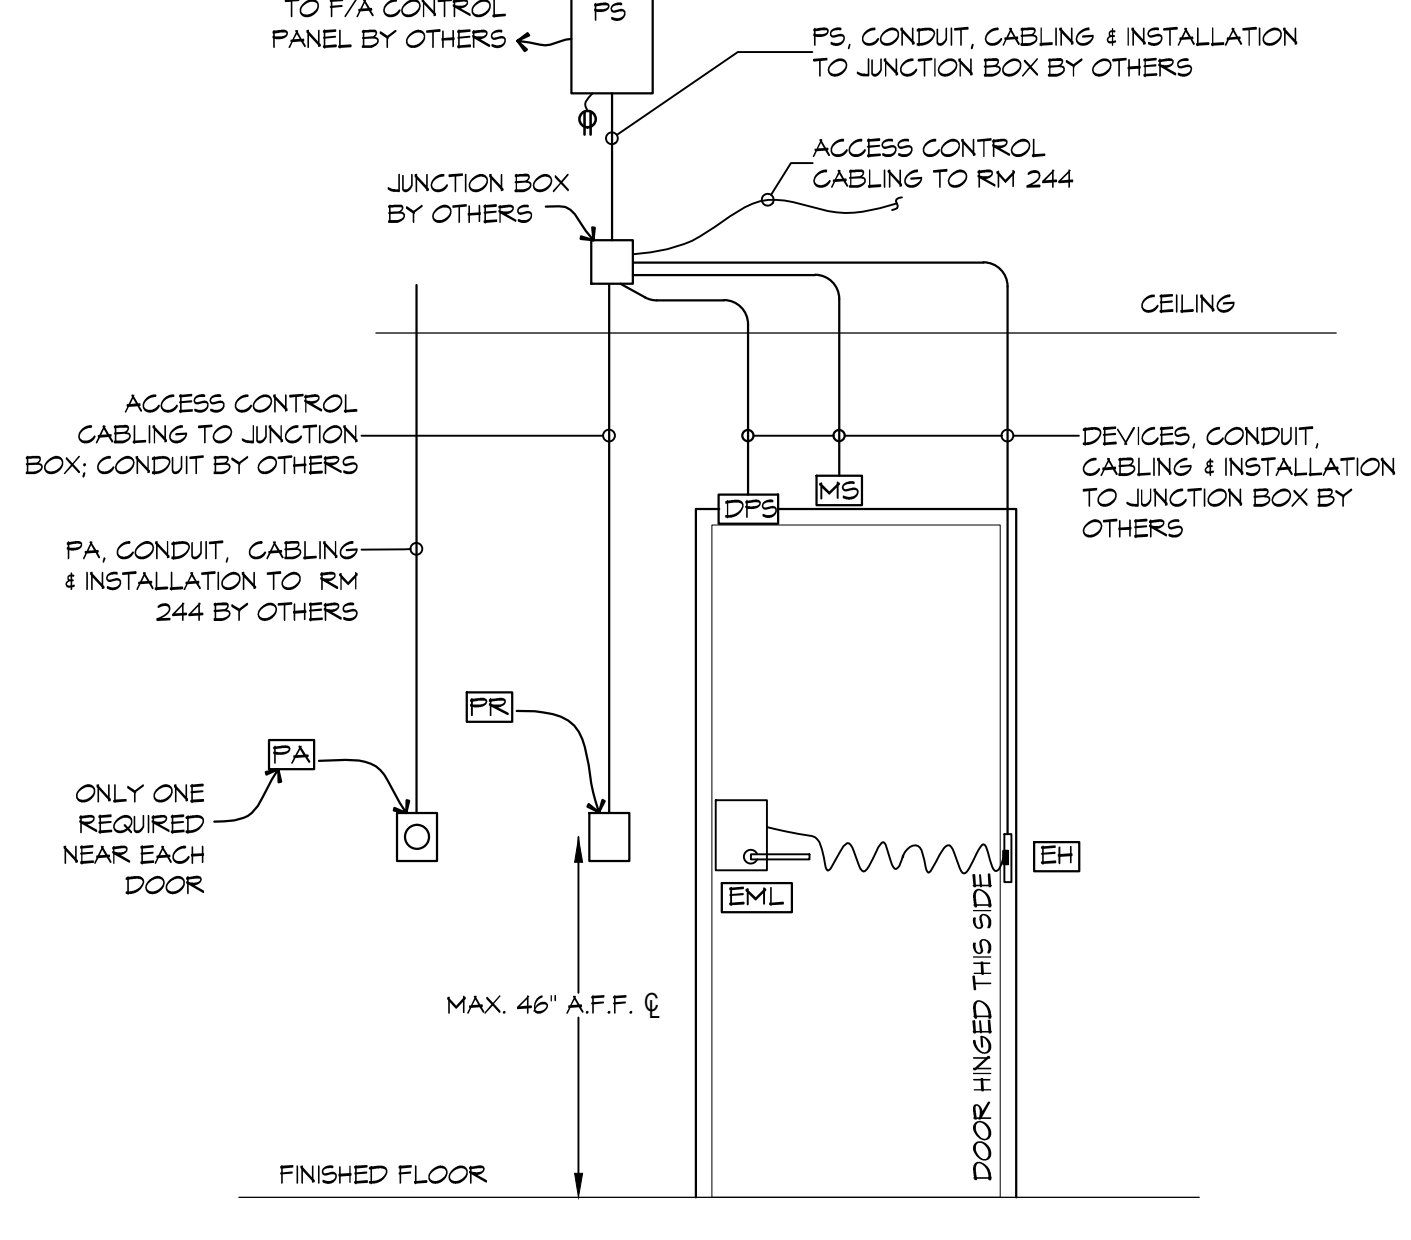 TO F/A CONTROL
PANEL BY OTHERS
PS
PS, CONDUIT, CABLING & INSTALLATION
TO JUNCTION BOX BY OTHERS
ACCESS CONTROL
CABLING TO RM 244
JUNCTION BOX
BY OTHERS
CEILING
ACCESS CONTROL
CABLING TO JUNCTION
BOX; CONDUIT BY OTHERS
DEVICES, CONDUIT,
CABLING & INSTALLATION
TO JUNCTION BOX BY
OTHERS
MS
DPS
PA, CONDUIT, CABLING
& INSTALLATION TO RM
244 BY OTHERS
PR
PA
ONLY ONE
REQUIRED
NEAR EACH
DOOR
EH
EML
DOOR HINGED THIS SIDE
MAX. 46" A.F.F. ℄
FINISHED FLOOR